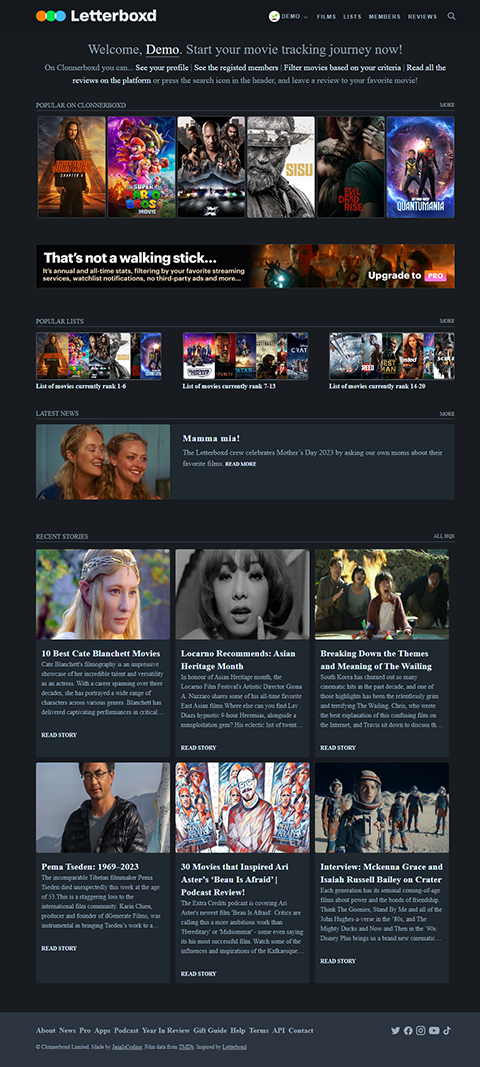 Letterboxd
DEMO
FILMS
LISTS
MEMBERS
REVIEWS
Welcome, Demo. Start your movie tracking journey now!
On Clonnerboxd you can... See your profile | See the registed members | Filter movies based on your criteria | Read all the
reviews on the platform or press the search icon in the header, and leave a review to your favorite movie!
POPULAR ON CLONNERBOXD
MORE
JOHN WICK
CHAPTER 4
SUPER
MARIO
BROS
MOVIE
SISU
EVIL
DEAD
RISE
QUANTUMANIA
That's not a walking stick...
It's annual and all-time stats, filtering by your favorite streaming
services, watchlist notifications, no third-party ads and more...
Upgrade to PRO
POPULAR LISTS
MORE
List of movies currently rank 1-6
List of movies currently rank 7-13
List of movies currently rank 14-20
LATEST NEWS
MORE
Mamma mia!
The Letterboxd crew celebrates Mother's Day 2023 by asking our own moms about their
favorite films. READ MORE
RECENT STORIES
ALL HQS
10 Best Cate Blanchett Movies
Cate Blanchett's filmography is an impressive
showcase of her incredible talent and versatility
as an actress. With a career spanning over three
decades, she has portrayed a wide range of
characters across various genres. Blanchett has
delivered captivating performances in critical...
READ STORY
Locarno Recommends: Asian
Heritage Month
In honour of Asian Heritage month, the
Locarno Film Festival's Artistic Director Giona
A. Nazzaro shares some of his all-time favorite
East Asian films.Where else can you find Lav
Diazs hypnotic 9-hour Heremias, alongside a
nunsploitation gem? His eclectic list of twent...
READ STORY
Breaking Down the Themes
and Meaning of The Wailing
South Korea has churned out so many
cinematic hits in the past decade, and one of
those highlights has been the relentlessly grim
and terrifying The Wailing. Chris, who wrote
the best explanation of this confusing film on
the Internet, and Travis sit down to discuss th...
READ STORY
Pema Tseden: 1969–2023
The incomparable Tibetan filmmaker Pema
Tseden died unexpectedly this week at the age
of 53.This is a staggering loss to the
international film community. Karin Chien,
producer and founder of dGenerate Films, was
instrumental in bringing Tseden's work to a...
READ STORY
30 Movies that Inspired Ari
Aster's 'Beau Is Afraid' |
Podcast Review!
The Extra Credits podcast is covering Ari
Aster's newest film 'Beau Is Afraid'. Critics are
calling this a more ambitious work than
'Hereditary' or 'Midsommar' - some even saying
its his most successful film. Watch some of the
influences and inspirations of the Kafkaesque...
READ STORY
Interview: Mckenna Grace and
Isaiah Russell Bailey on Crater
Each generation has its seminal coming-of-age
films about power and the bonds of friendship.
Think The Goonies, Stand By Me and all of the
John Hughes-a-verse in the '80s, and The
Mighty Ducks and Now and Then in the '90s.
Disney Plus brings us a brand new cinematic...
READ STORY
About News Pro Apps Podcast Year In Review Gift Guide Help Terms API Contact
© Clonnerboxd Limited. Made by JanaIsCoding. Film data from TMDb. Inspired by Letterboxd